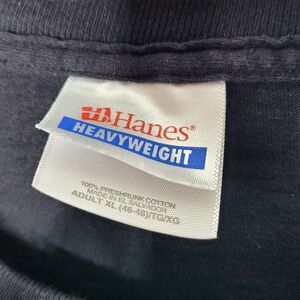 Hanes®
HEAVYWEIGHT
100% PRESHRUNK COTTON
MADE IN EL SALVADOR
ADULT XL (46-48)/TG/XG